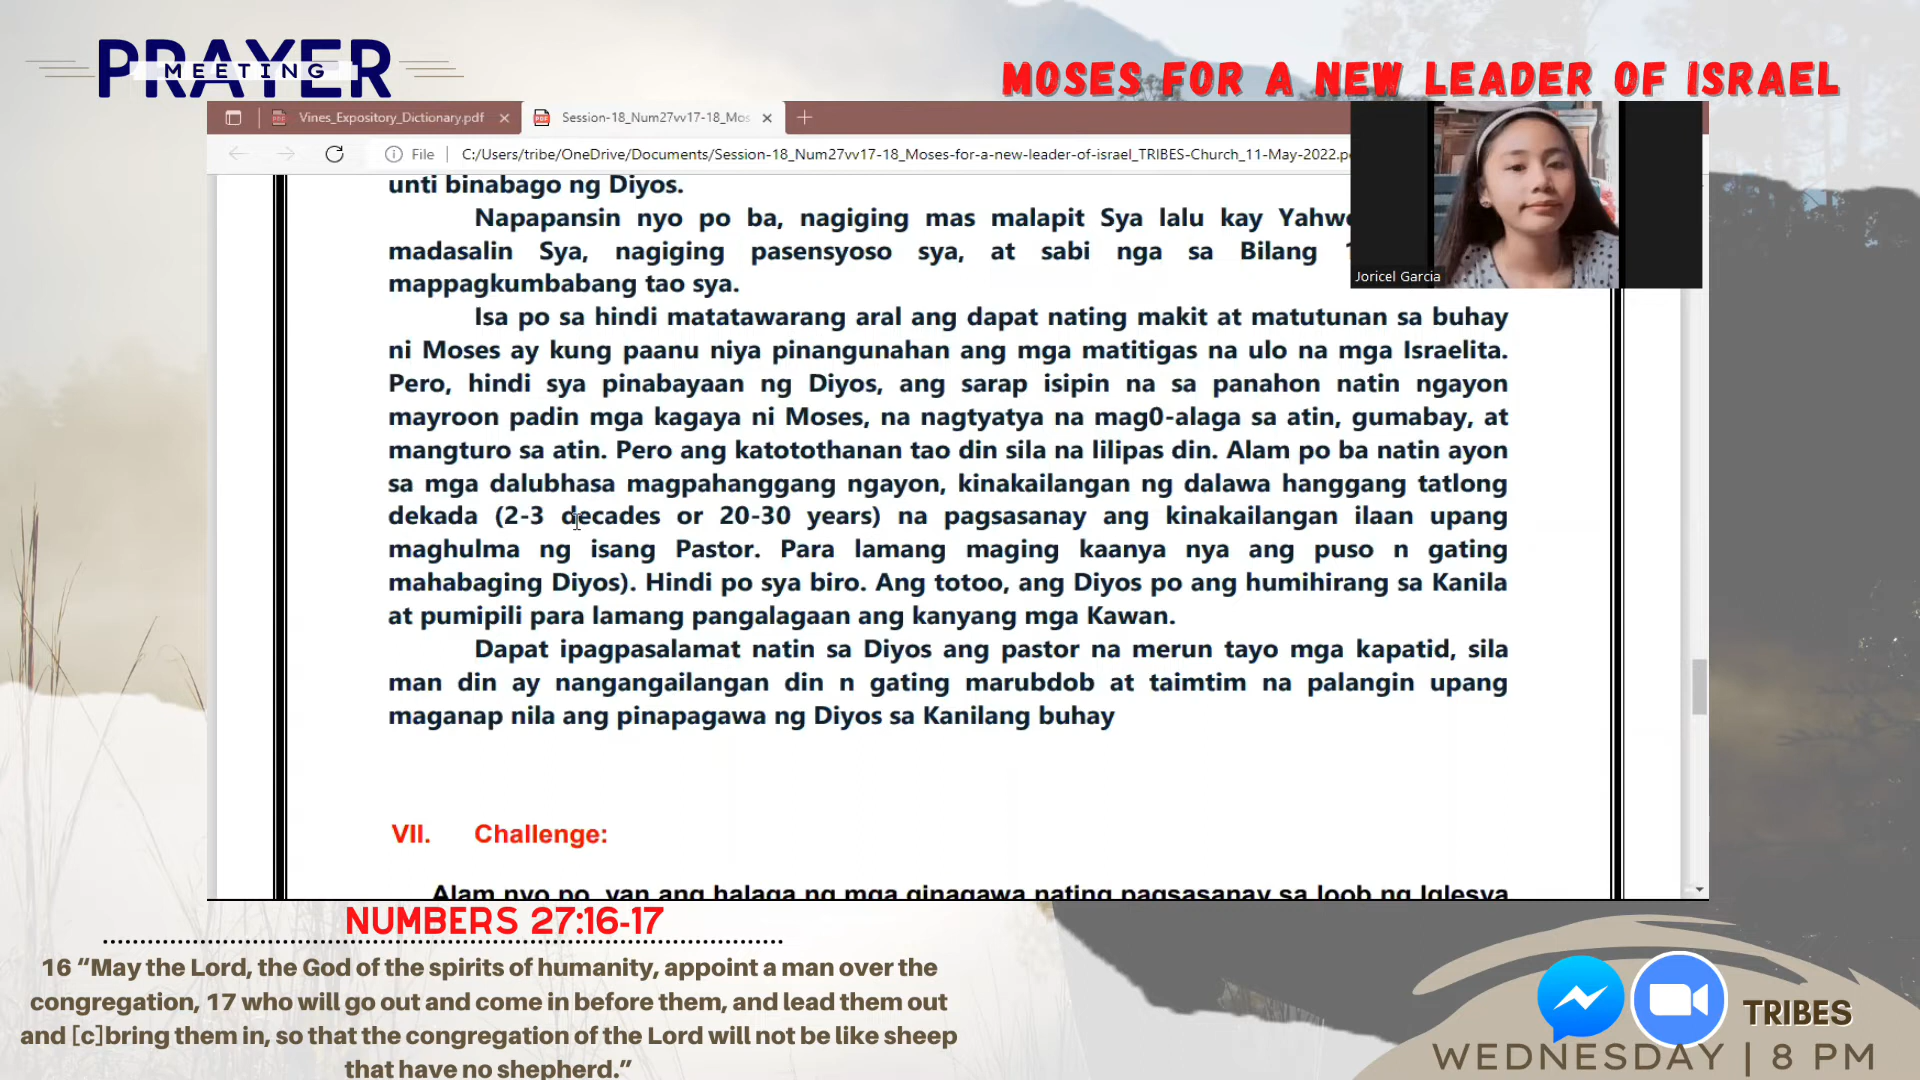 PRAYER
MEETING
MOSES FOR A NEW LEADER OF ISRAEL
Vines_Expository_Dictionary.pdf
Session-18_Num27vv17-18_Mos
File
C:/Users/tribe/OneDrive/Documents/Session-18_Num27vv17-18_Moses-for-a-new-leader-of-israel_TRIBES-Church_11-May-2022.p
Joricel Garcia
unti binabago ng Diyos.
Napapansin nyo po ba, nagiging mas malapit Sya lalu kay
madasalin Sya, nagiging pasensyoso sya, at sabi nga sa Bilang
mappagkumbabang tao sya.
Isa po sa hindi matatawarang aral ang dapat nating makit at matutunan sa buhay
ni Moses ay kung paanu niya pinangunahan ang mga matitigas na ulo na mga Israelita.
Pero, hindi sya pinabayaan ng Diyos, ang sarap isipin na sa panahon natin ngayon
mayroon padin mga kagaya ni Moses, na nagtyatya na mag0-alaga sa atin, gumabay, at
mangturo sa atin. Pero ang katotothanan tao din sila na lilipas din. Alam po ba natin ayon
sa mga dalubhasa magpahanggang ngayon, kinakailangan ng dalawa hanggang tatlong
dekada (2-3 decades or 20-30 years) na pagsasanay ang kinakailangan ilaan upang
maghulma ng isang Pastor. Para lamang maging kaanya nya ang puso n gating
mahabaging Diyos). Hindi po sya biro. Ang totoo, ang Diyos po ang humihirang sa Kanila
at pumipili para lamang pangalagaan ang kanyang mga Kawan.
Dapat ipagpasalamat natin sa Diyos ang pastor na merun tayo mga kapatid, sila
man din ay nangangailangan din n gating marubdob at taimtim na palangin upang
maganap nila ang pinapagawa ng Diyos sa Kanilang buhay
VII. Challenge:
Alam nyo po, yan ang halaga ng mga ginagawa nating pagsasanay sa loob ng Iglesya
NUMBERS 27:16-17
16 “May the Lord, the God of the spirits of humanity, appoint a man over the
congregation, 17 who will go out and come in before them, and lead them out
and [c]bring them in, so that the congregation of the Lord will not be like sheep
that have no shepherd.”
TRIBES
WEDNESDAY | 8 PM